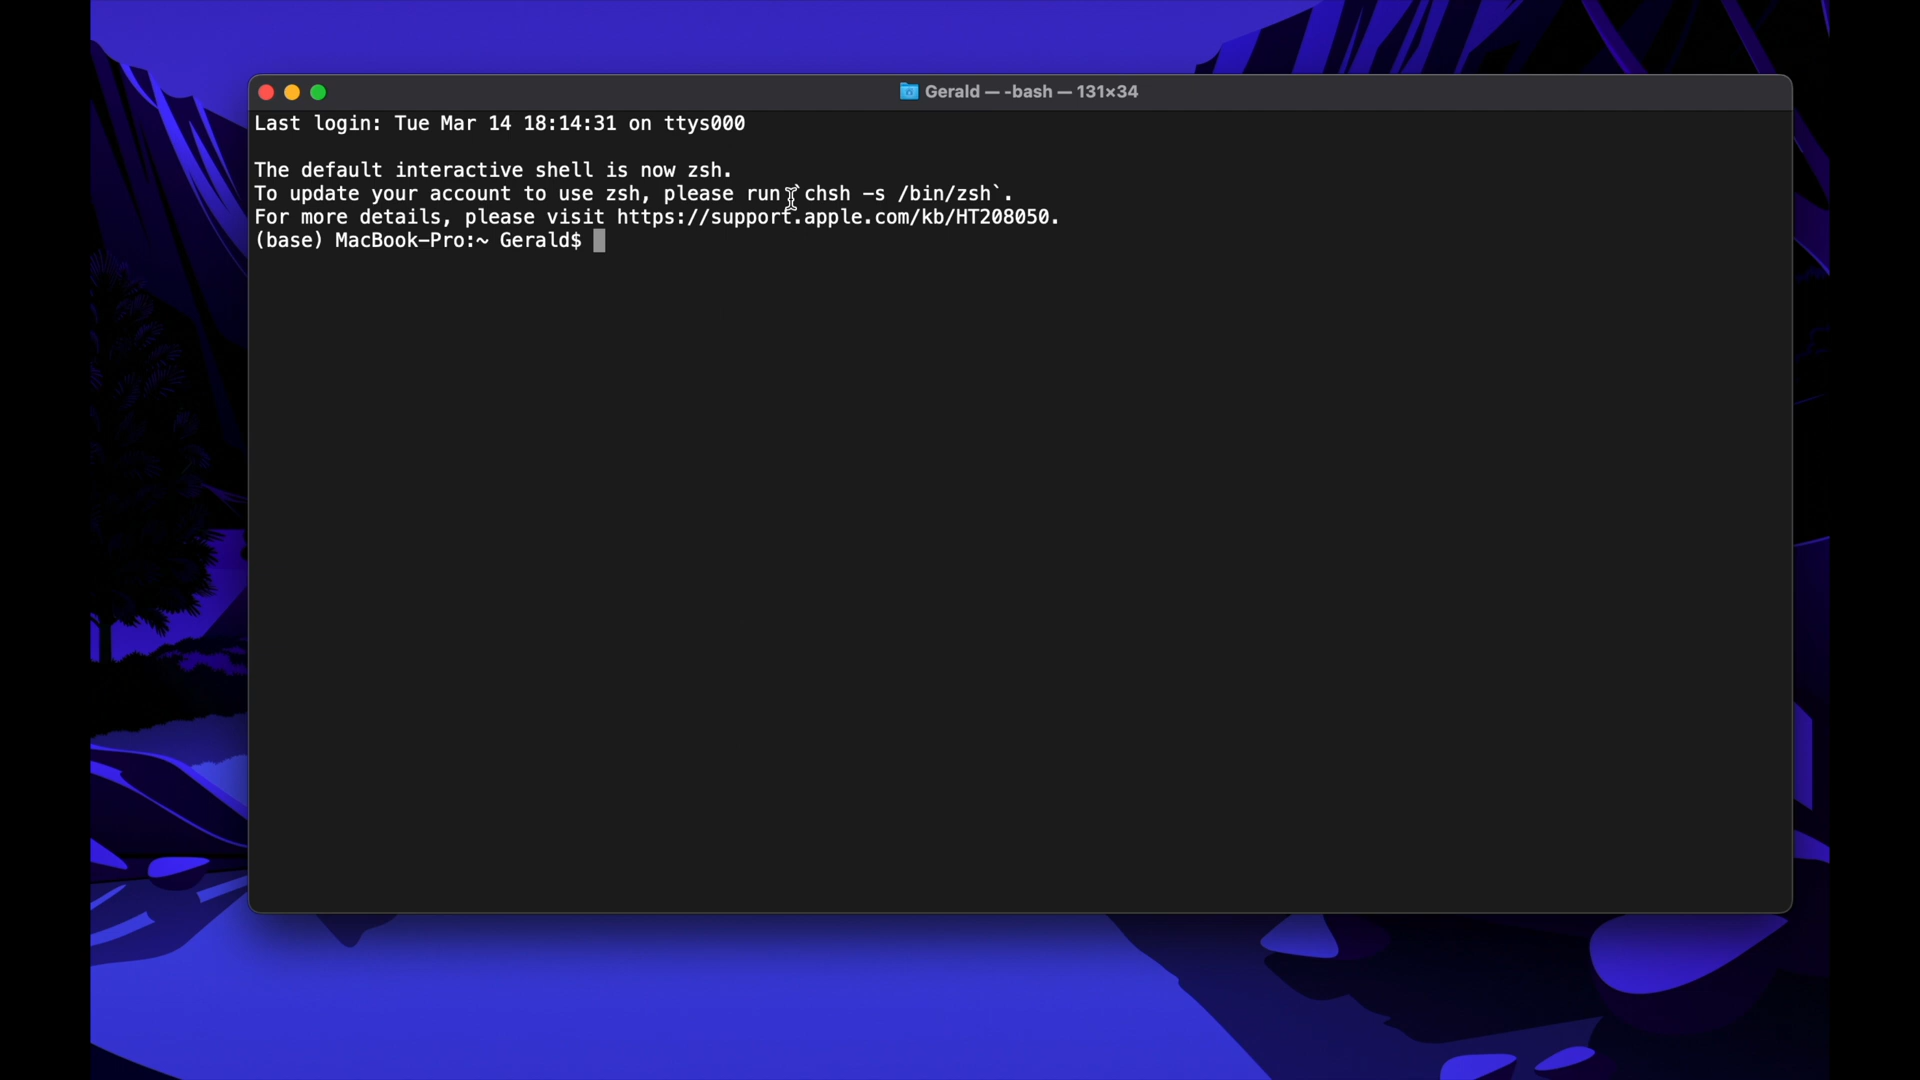 Gerald — -bash — 131×34
Last login: Tue Mar 14 18:14:31 on ttys000
The default interactive shell is now zsh.
To update your account to use zsh, please run `chsh -s /bin/zsh`.
For more details, please visit https://support.apple.com/kb/HT208050.
(base) MacBook-Pro:~ Gerald$